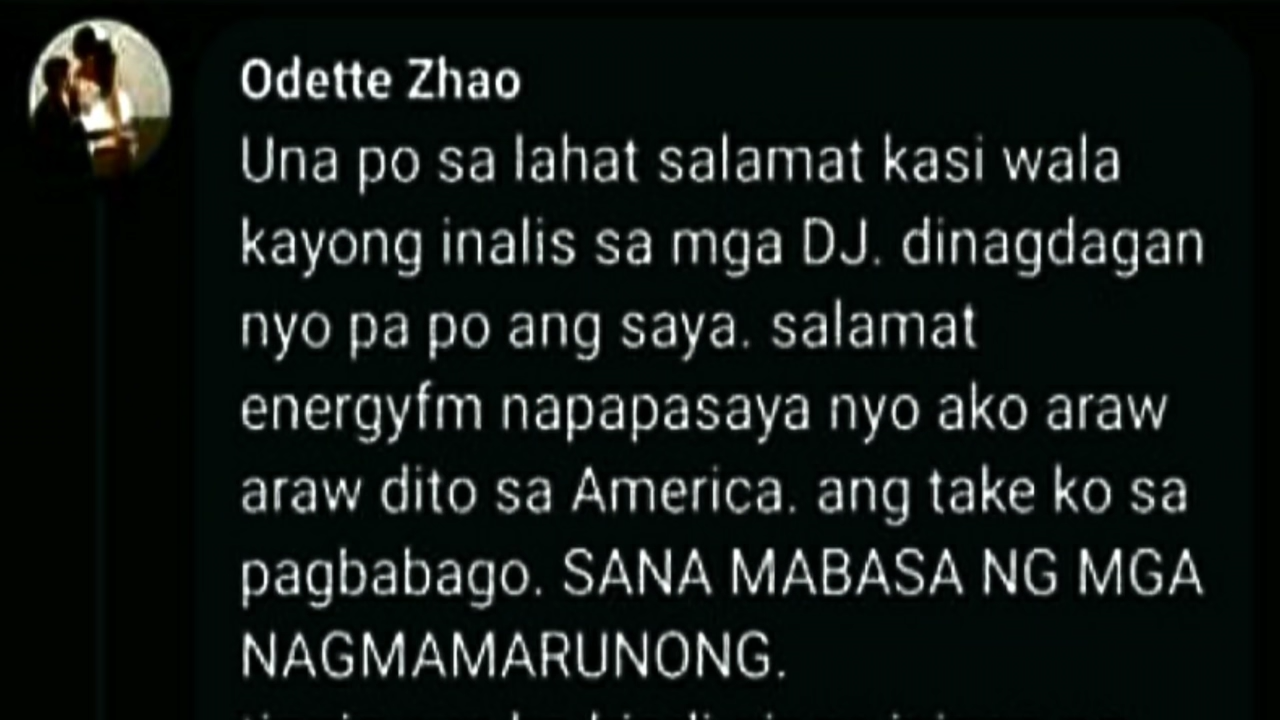 Odette Zhao
Una po sa lahat salamat kasi wala
kayong inalis sa mga DJ. dinagdagan
nyo pa po ang saya. salamat
energyfm napapasaya nyo ako araw
araw dito sa America. ang take ko sa
pagbabago. SANA MABASA NG MGA
NAGMAMARUNONG.